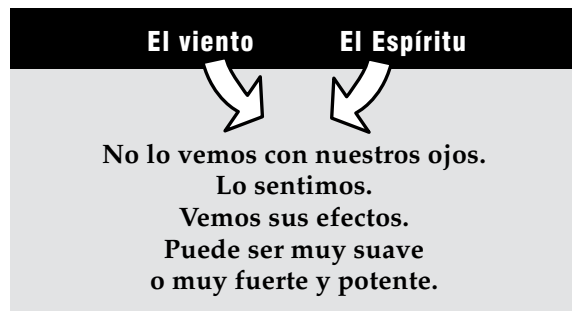 El viento El Espíritu
No lo vemos con nuestros ojos.
Lo sentimos.
Vemos sus efectos.
Puede ser muy suave
o muy fuerte y potente.